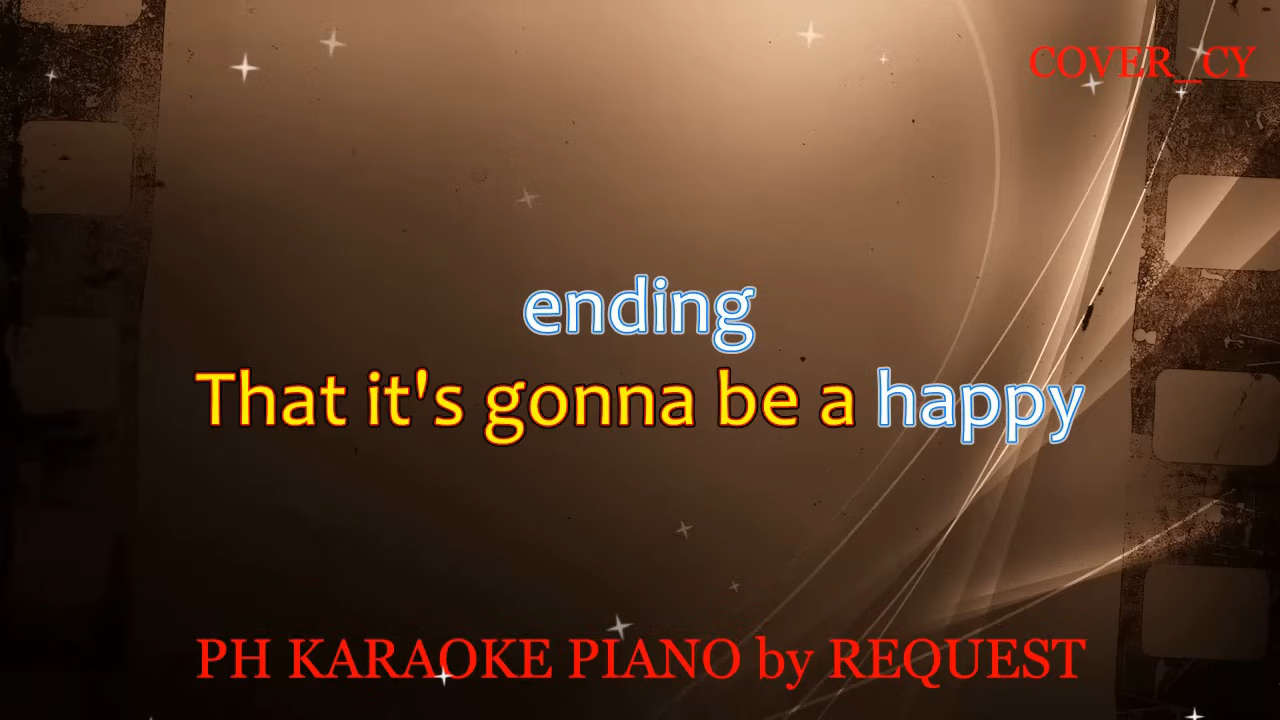 COVER_CY
ending
That it's gonna be a happy
PH KARAOKE PIANO by REQUEST